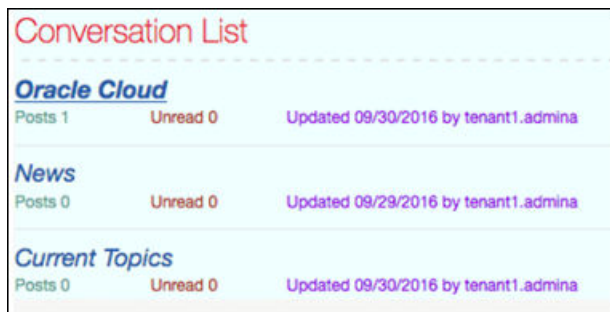 Conversation List
Oracle Cloud
Posts 1 Unread 0 Updated 09/30/2016 by tenant1.admina
News
Posts 0 Unread 0 Updated 09/29/2016 by tenant1.admina
Current Topics
Posts 0 Unread 0 Updated 09/30/2016 by tenant1.admina